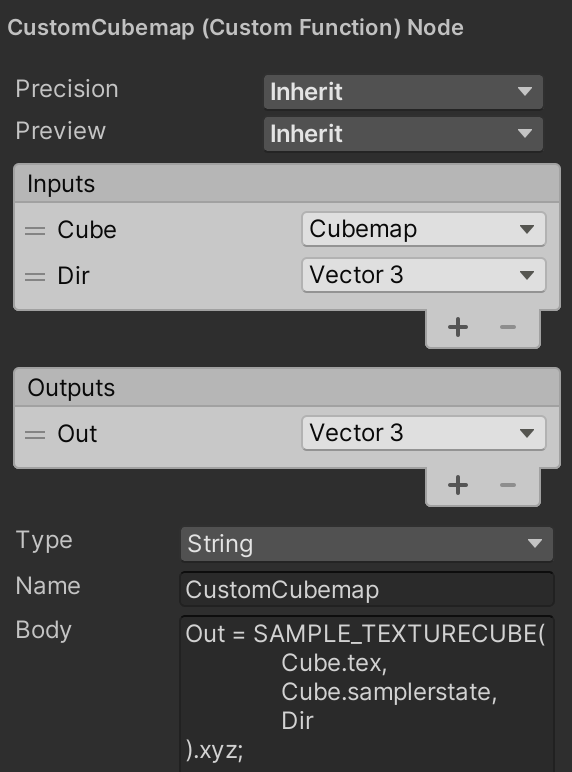 CustomCubemap (Custom Function) Node
Precision Inherit
Preview Inherit
Inputs
Cube Cubemap
Dir Vector 3
+ −
Outputs
Out Vector 3
+ −
Type String
Name CustomCubemap
Body Out = SAMPLE_TEXTURECUBE(
Cube.tex,
Cube.samplerstate,
Dir
).xyz;